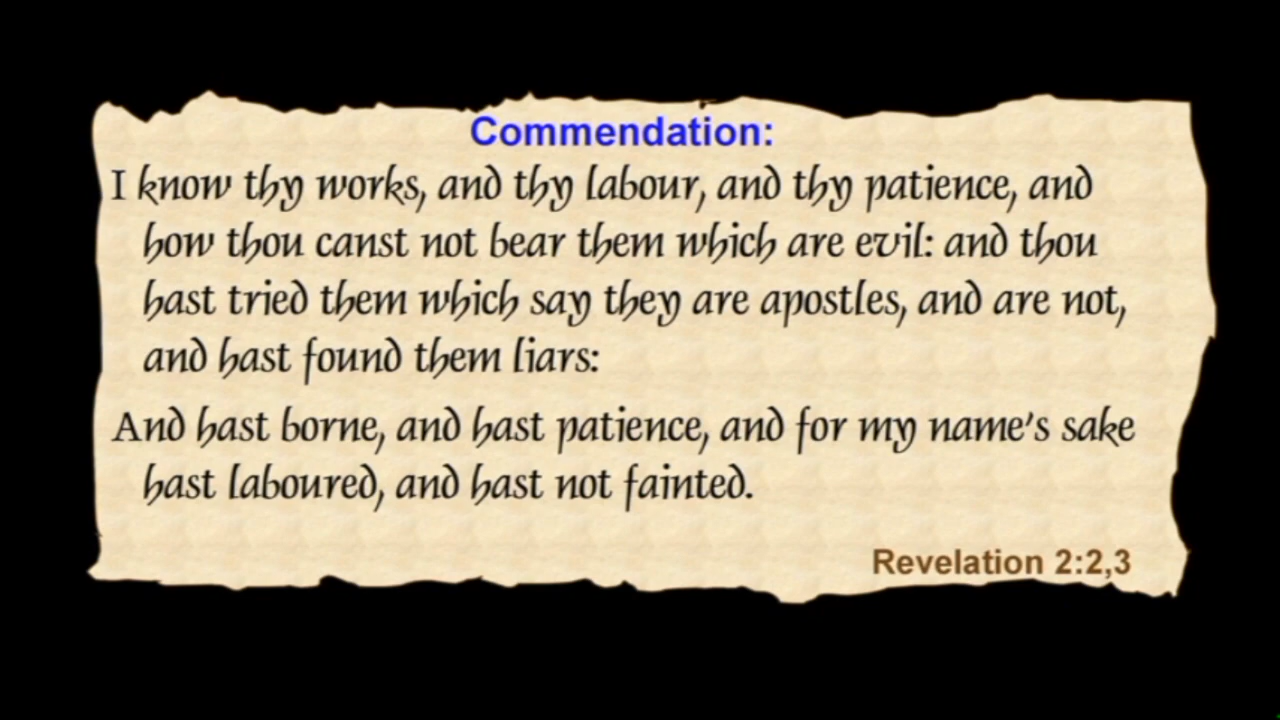 Commendation:
I know thy works, and thy labour, and thy patience, and
how thou canst not bear them which are evil: and thou
hast tried them which say they are apostles, and are not,
and hast found them liars:
And hast borne, and hast patience, and for my name's sake
hast laboured, and hast not fainted.
Revelation 2:2,3